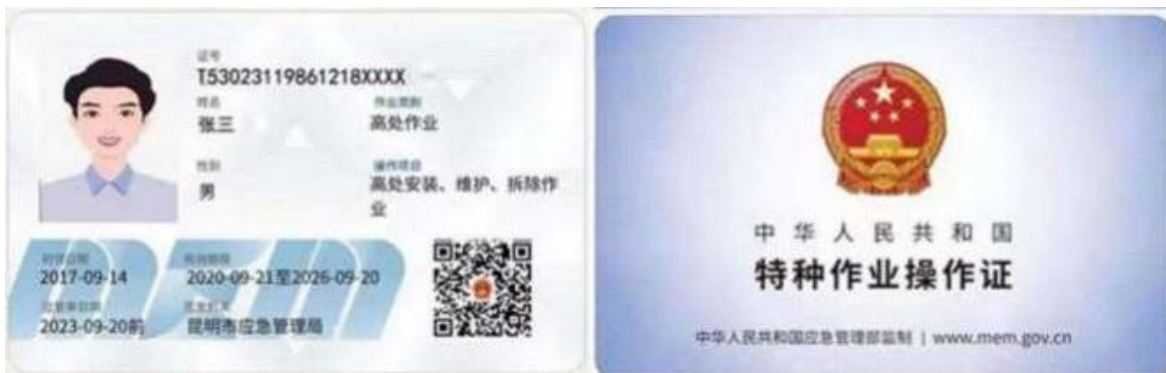 证号
T53023119861218XXXX
姓名
张三
作业类别
高处作业
性别
男
操作项目
高处安装、维护、拆除作
业
初领日期
2017-09-14
有效期限
2020-09-21至2026-09-20
应复审日期
2023-09-20前
签发机关
昆明市应急管理局
中华人民共和国
特种作业操作证
中华人民共和国应急管理部监制 | www.mem.gov.cn